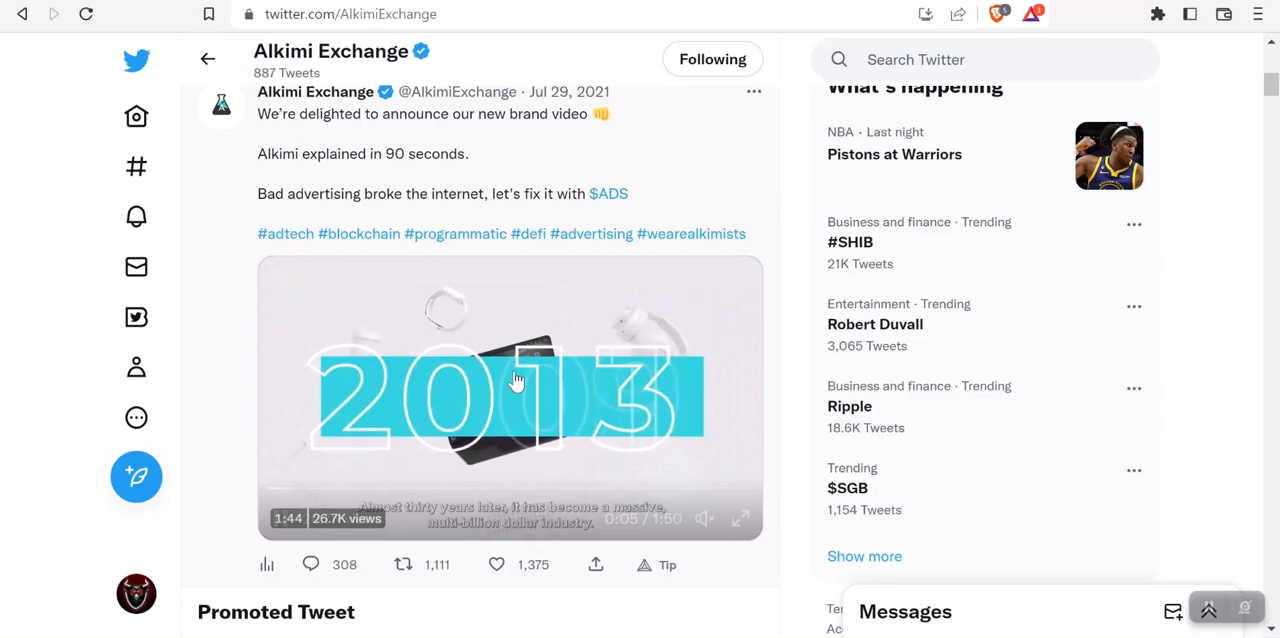 twitter.com/AlkimiExchange
5
3
Alkimi Exchange
887 Tweets
Following
Search Twitter
Alkimi Exchange @AlkimiExchange · Jul 29, 2021
We're delighted to announce our new brand video
Alkimi explained in 90 seconds.
Bad advertising broke the internet, let's fix it with $ADS
#adtech #blockchain #programmatic #defi #advertising #wearealkimists
2013
Almost thirty years later, it has become a massive,
multi-billion dollar industry.
1:44 26.7K views
0:05 / 1:50
308 1,111 1,375 Tip
Promoted Tweet
What's happening
NBA · Last night
Pistons at Warriors
Business and finance · Trending
#SHIB
21K Tweets
Entertainment · Trending
Robert Duvall
3,065 Tweets
Business and finance · Trending
Ripple
18.6K Tweets
Trending
$SGB
1,154 Tweets
Show more
Messages